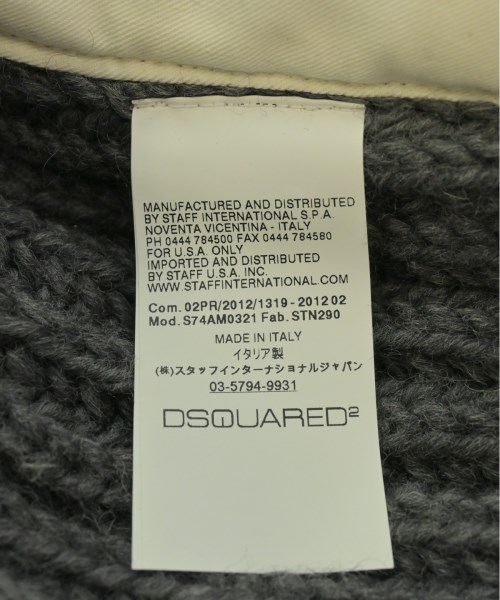 MANUFACTURED AND DISTRIBUTED
BY STAFF INTERNATIONAL S.P.A.
NOVENTA VICENTINA - ITALY
PH 0444 784500 FAX 0444 784580
FOR U.S.A. ONLY
IMPORTED AND DISTRIBUTED
BY STAFF U.S.A. INC.
WWW.STAFFINTERNATIONAL.COM
Com. 02PR/2012/1319 - 2012 02
Mod. S74AM0321 Fab. STN290
MADE IN ITALY
イタリア製
(株)スタッフインターナショナルジャパン
03-5794-9931
DSQUARED2